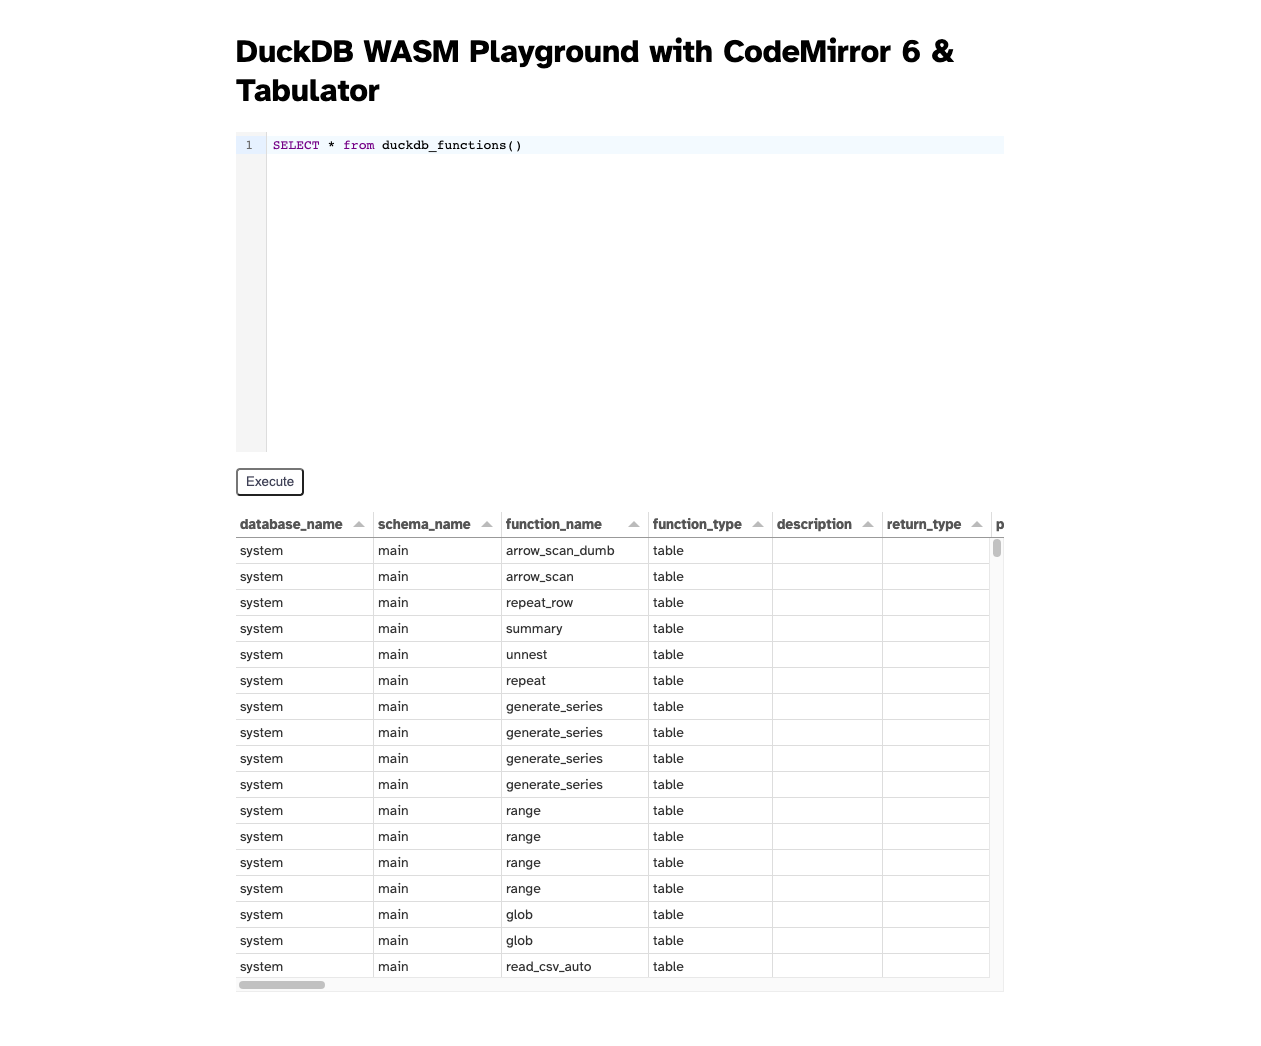 DuckDB WASM Playground with CodeMirror 6 &
Tabulator
1 SELECT * from duckdb_functions()
Execute
database_name schema_name function_name function_type description return_type p
system main arrow_scan_dumb table
system main arrow_scan table
system main repeat_row table
system main summary table
system main unnest table
system main repeat table
system main generate_series table
system main generate_series table
system main generate_series table
system main generate_series table
system main range table
system main range table
system main range table
system main range table
system main glob table
system main glob table
system main read_csv_auto table